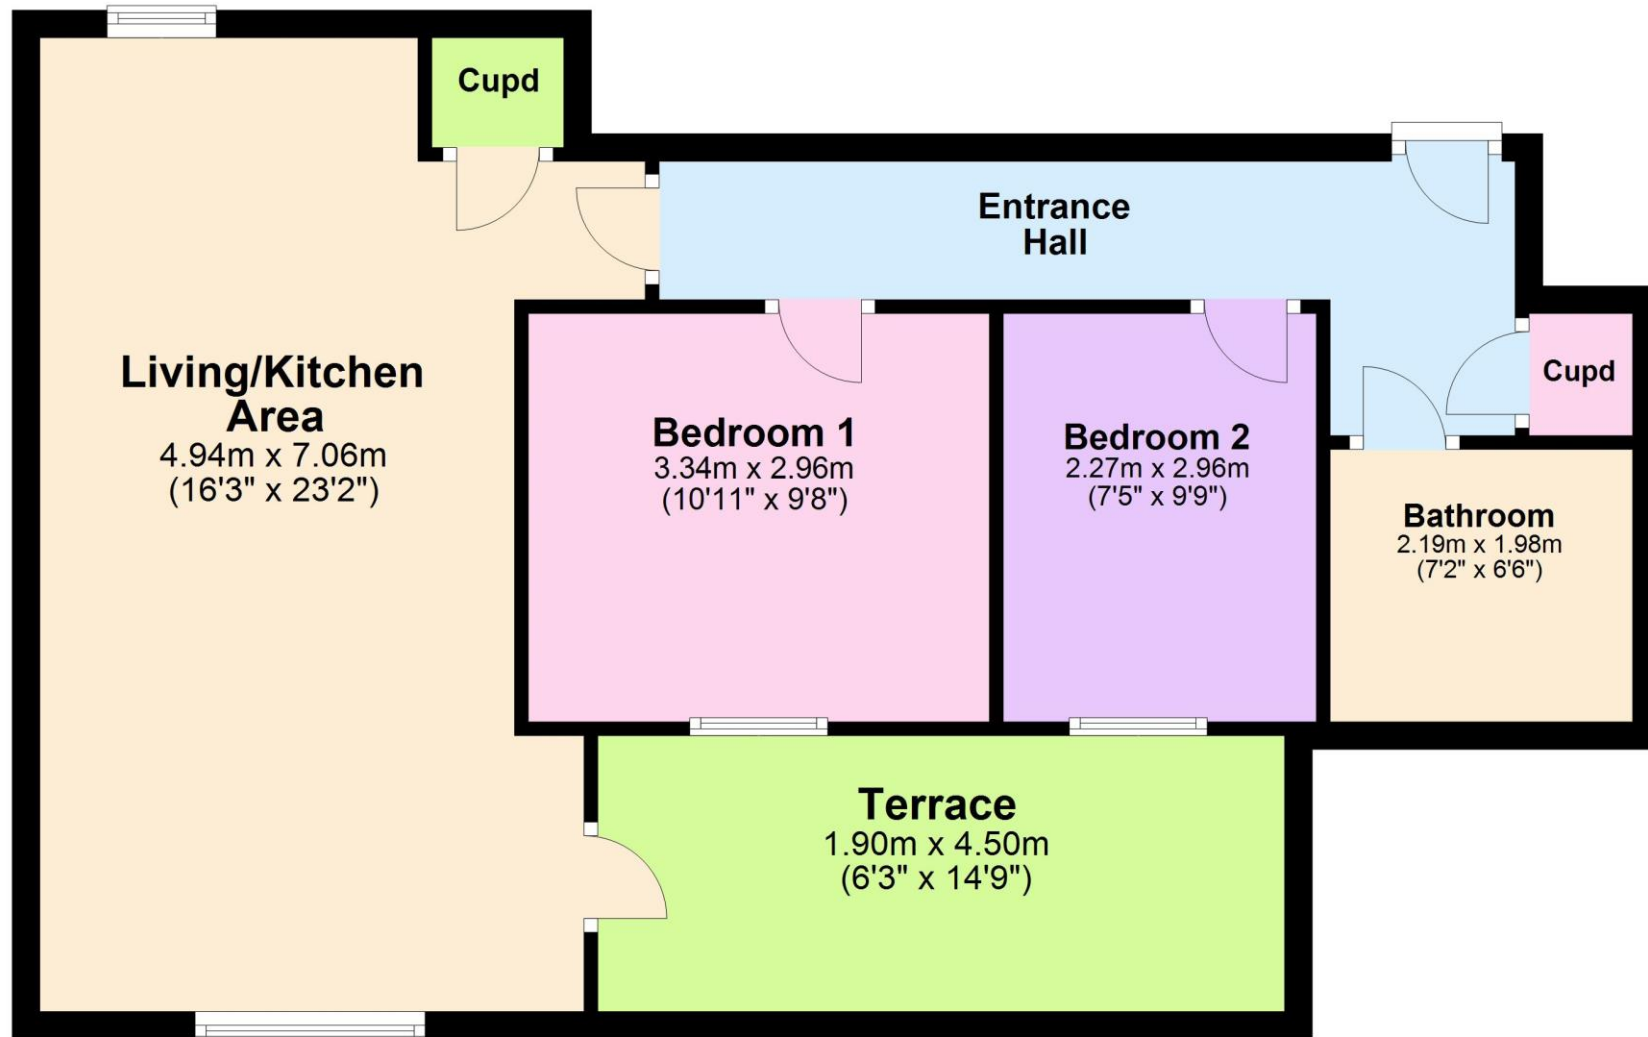 Cupd
Entrance
Hall
Living/Kitchen
Area
4.94m x 7.06m
(16'3" x 23'2")
Bedroom 1
3.34m x 2.96m
(10'11" x 9'8")
Bedroom 2
2.27m x 2.96m
(7'5" x 9'9")
Cupd
Bathroom
2.19m x 1.98m
(7'2" x 6'6")
Terrace
1.90m x 4.50m
(6'3" x 14'9")